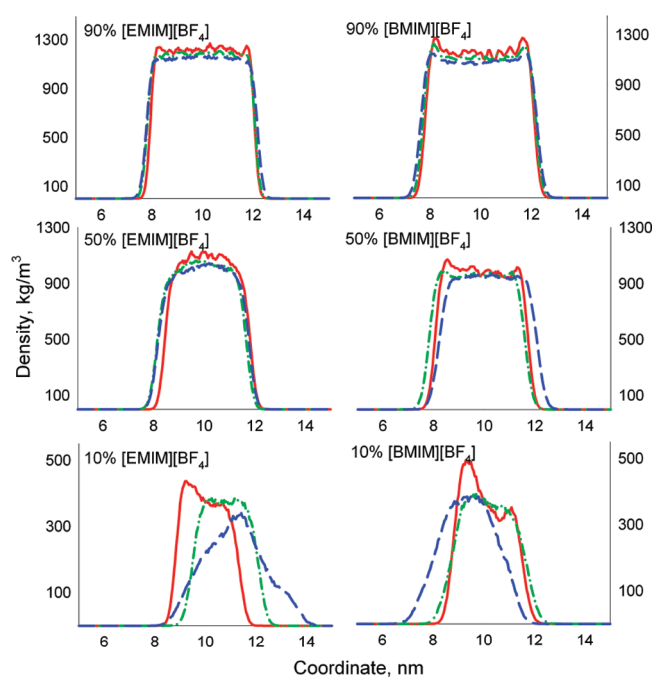 90% [EMIM][BF4]
1300
900
500
100
6 8 10 12 14
90% [BMIM][BF4]
1300
900
500
100
6 8 10 12 14
50% [EMIM][BF4]
1300
900
500
100
6 8 10 12 14
50% [BMIM][BF4]
1300
900
500
100
6 8 10 12 14
10% [EMIM][BF4]
500
300
100
6 8 10 12 14
10% [BMIM][BF4]
500
300
100
6 8 10 12 14
Density, kg/m3
Coordinate, nm